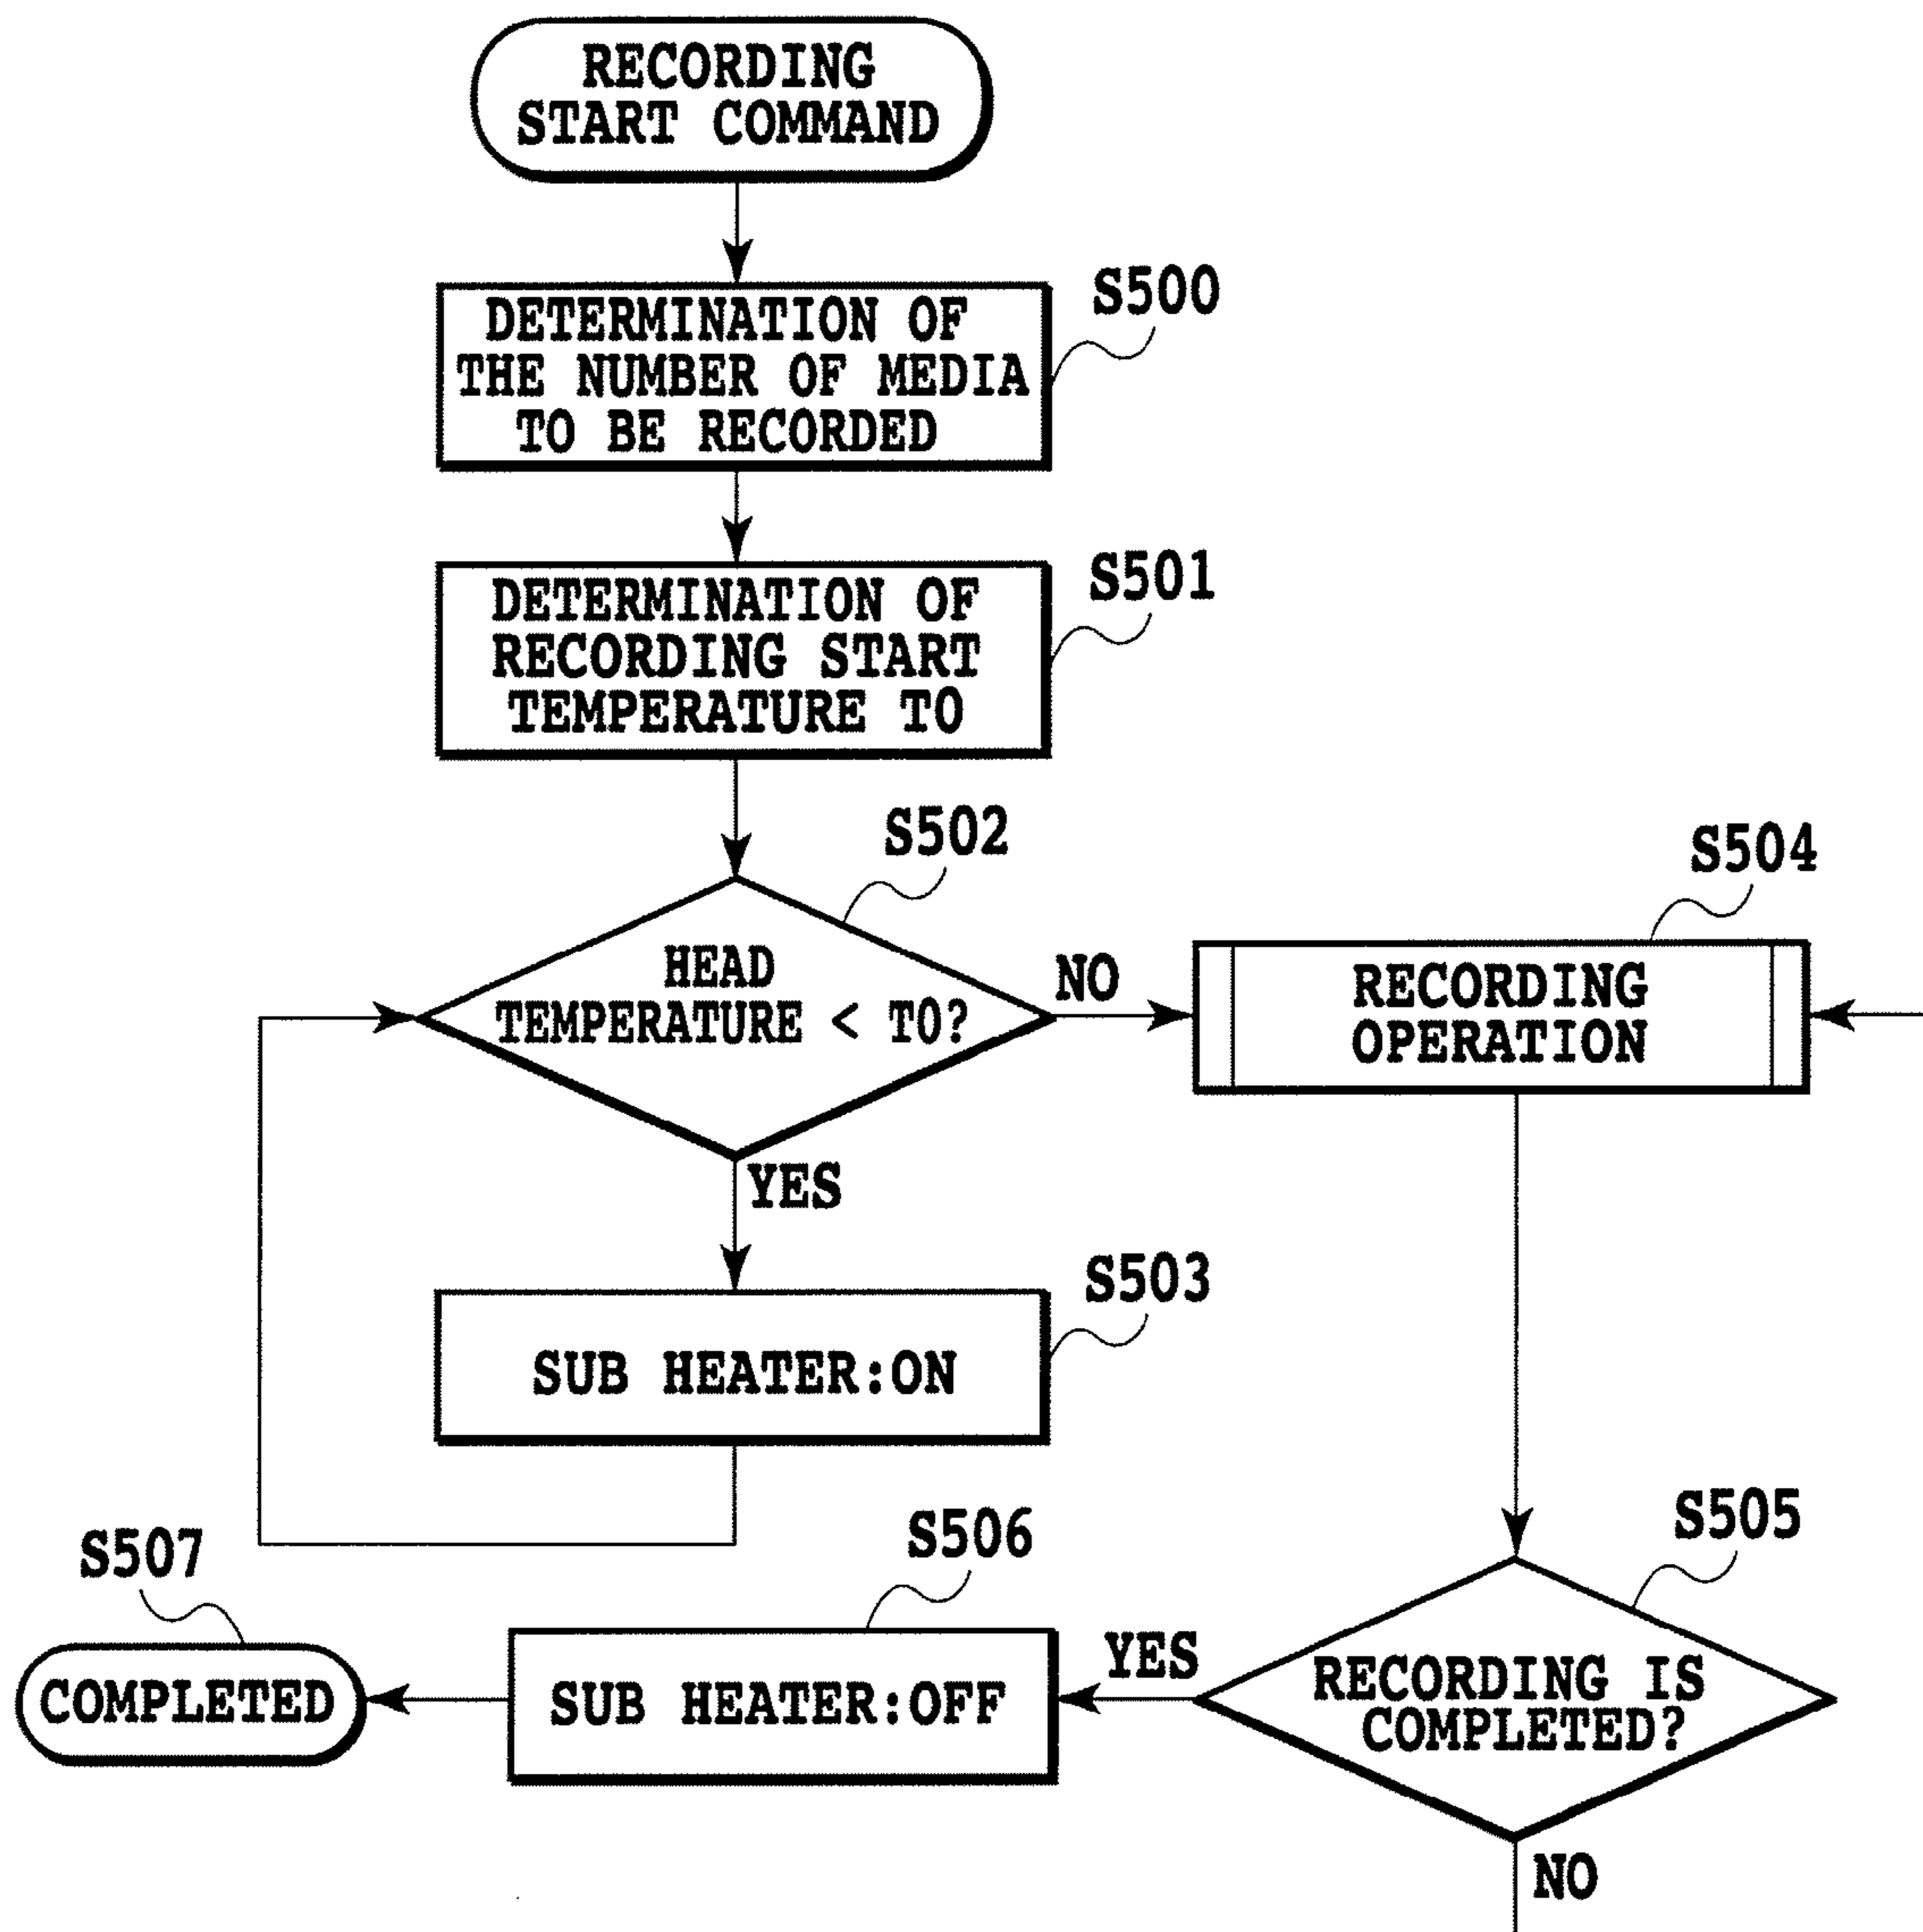 RECORDING
START COMMAND
S500
DETERMINATION OF
THE NUMBER OF MEDIA
TO BE RECORDED
S501
DETERMINATION OF
RECORDING START
TEMPERATURE TO
S502
HEAD
TEMPERATURE < TO?
NO
YES
S504
RECORDING
OPERATION
S503
SUB HEATER:ON
S505
RECORDING IS
COMPLETED?
YES
NO
S506
SUB HEATER:OFF
S507
COMPLETED